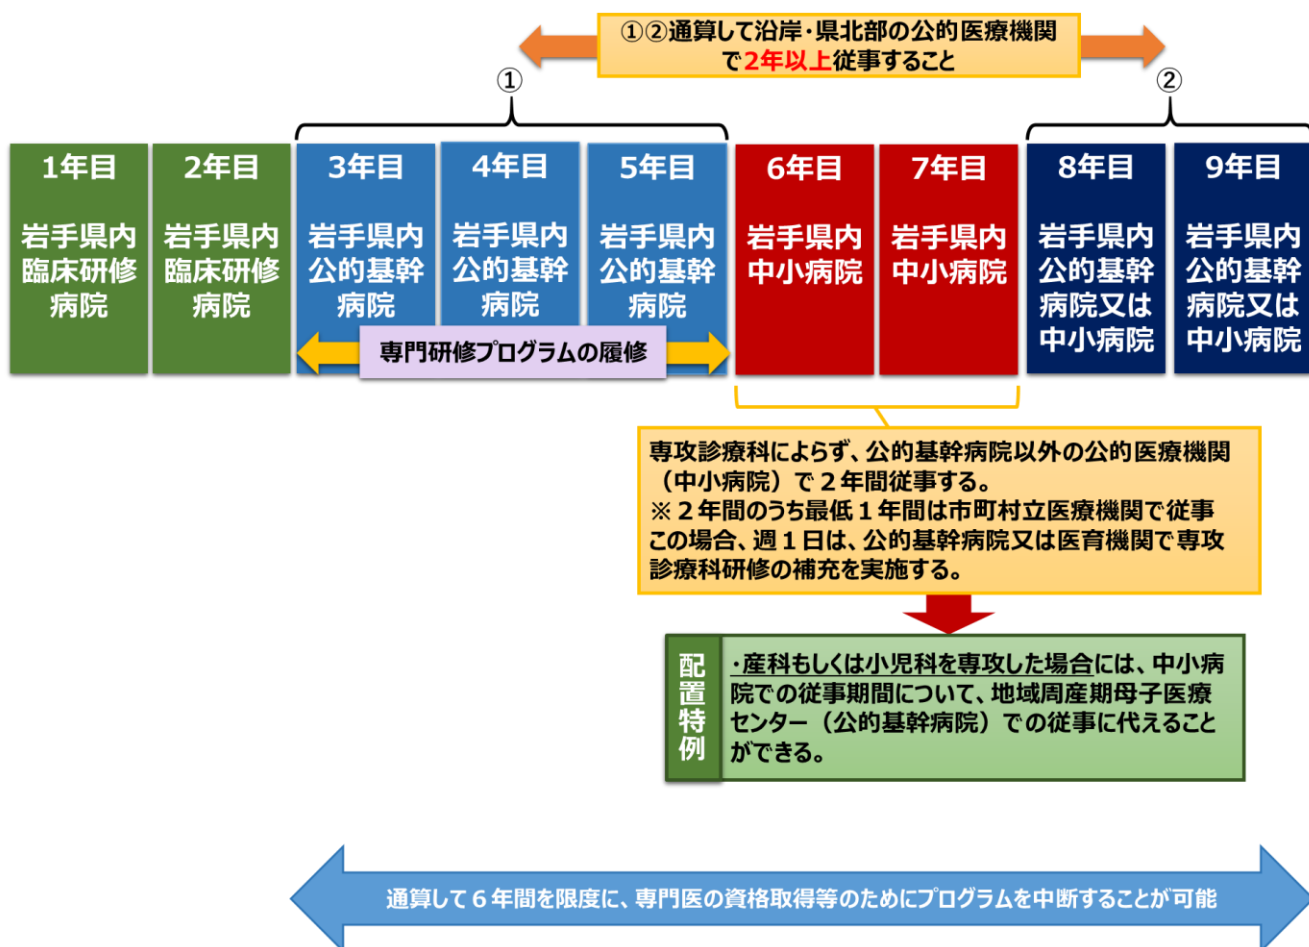 ①②通算して沿岸・県北部の公的医療機関
で2年以上従事すること
①
②
1年目
岩手県内
臨床研修
病院
2年目
岩手県内
臨床研修
病院
3年目
岩手県内
公的基幹
病院
4年目
岩手県内
公的基幹
病院
5年目
岩手県内
公的基幹
病院
6年目
岩手県内
中小病院
7年目
岩手県内
中小病院
8年目
岩手県内
公的基幹
病院又は
中小病院
9年目
岩手県内
公的基幹
病院又は
中小病院
専門研修プログラムの履修
専攻診療科によらず、公的基幹病院以外の公的医療機関
（中小病院）で２年間従事する。
※２年間のうち最低１年間は市町村立医療機関で従事
この場合、週１日は、公的基幹病院又は医育機関で専攻
診療科研修の補充を実施する。
配置特例
・産科もしくは小児科を専攻した場合には、中小病
院での従事期間について、地域周産期母子医療
センター（公的基幹病院）での従事に代えること
ができる。
通算して６年間を限度に、専門医の資格取得等のためにプログラムを中断することが可能